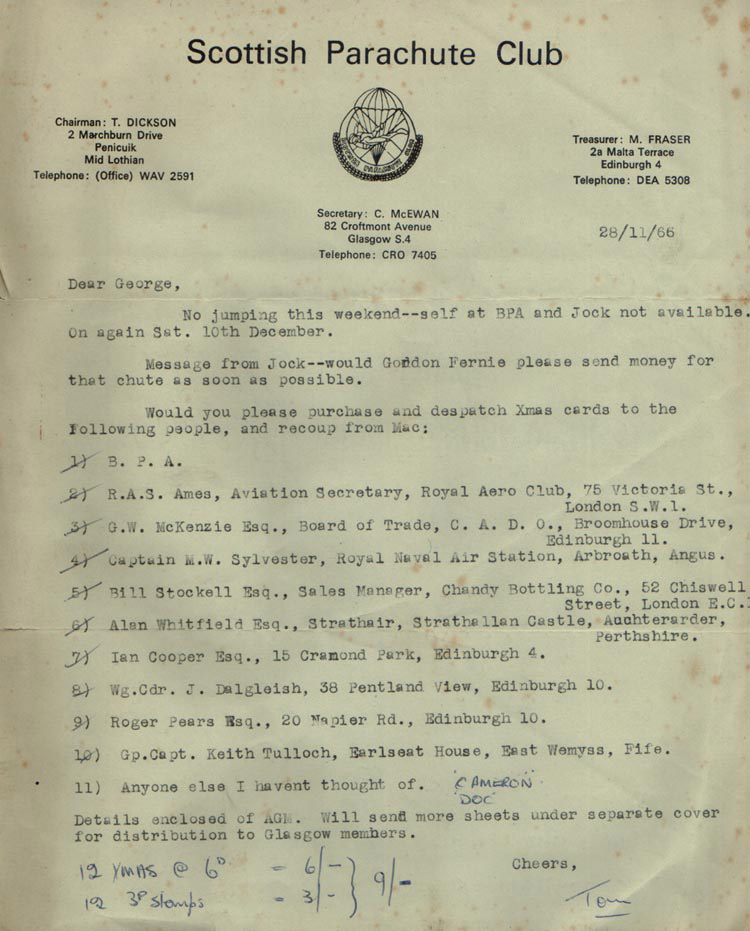 Scottish Parachute Club
Chairman: T. DICKSON
2 Marchburn Drive
Penicuik
Mid Lothian
Telephone: (Office) WAV 2591
Treasurer: M. FRASER
2a Malta Terrace
Edinburgh 4
Telephone: DEA 5308
Secretary: C. McEWAN
82 Croftmont Avenue
Glasgow S.4
Telephone: CRO 7405
28/11/66
Dear George,
No jumping this weekend--self at BPA and Jock not available.
On again Sat. 10th December.
Message from Jock--would Gordon Fernie please send money for
that chute as soon as possible.
Would you please purchase and despatch Xmas cards to the
following people, and recoup from Mac:
1) B. P. A.
2) R.A.S. Ames, Aviation Secretary, Royal Aero Club, 75 Victoria St.,
London S.W.1.
3) G.W. McKenzie Esq., Board of Trade, C. A. D. O., Broomhouse Drive,
Edinburgh 11.
4) Captain M.W. Sylvester, Royal Naval Air Station, Arbroath, Angus.
5) Bill Stockell Esq., Sales Manager, Chandy Bottling Co., 52 Chiswell
Street, London E.C.1
6) Alan Whitfield Esq., Strathair, Strathallan Castle, Auchterarder,
Perthshire.
7) Ian Cooper Esq., 15 Cramond Park, Edinburgh 4.
8) Wg.Cdr. J. Dalgleish, 38 Pentland View, Edinburgh 10.
9) Roger Pears Esq., 20 Napier Rd., Edinburgh 10.
10) Gp.Capt. Keith Tulloch, Earlseat House, East Wemyss, Fife.
11) Anyone else I havent thought of. 'CAMERON'
'DOC'
Details enclosed of AGM. Will send more sheets under separate cover
for distribution to Glasgow members.
Cheers,
12 XMAS @ 6D = 6/- } 9/-
12 3D Stamps = 3/-
Tom